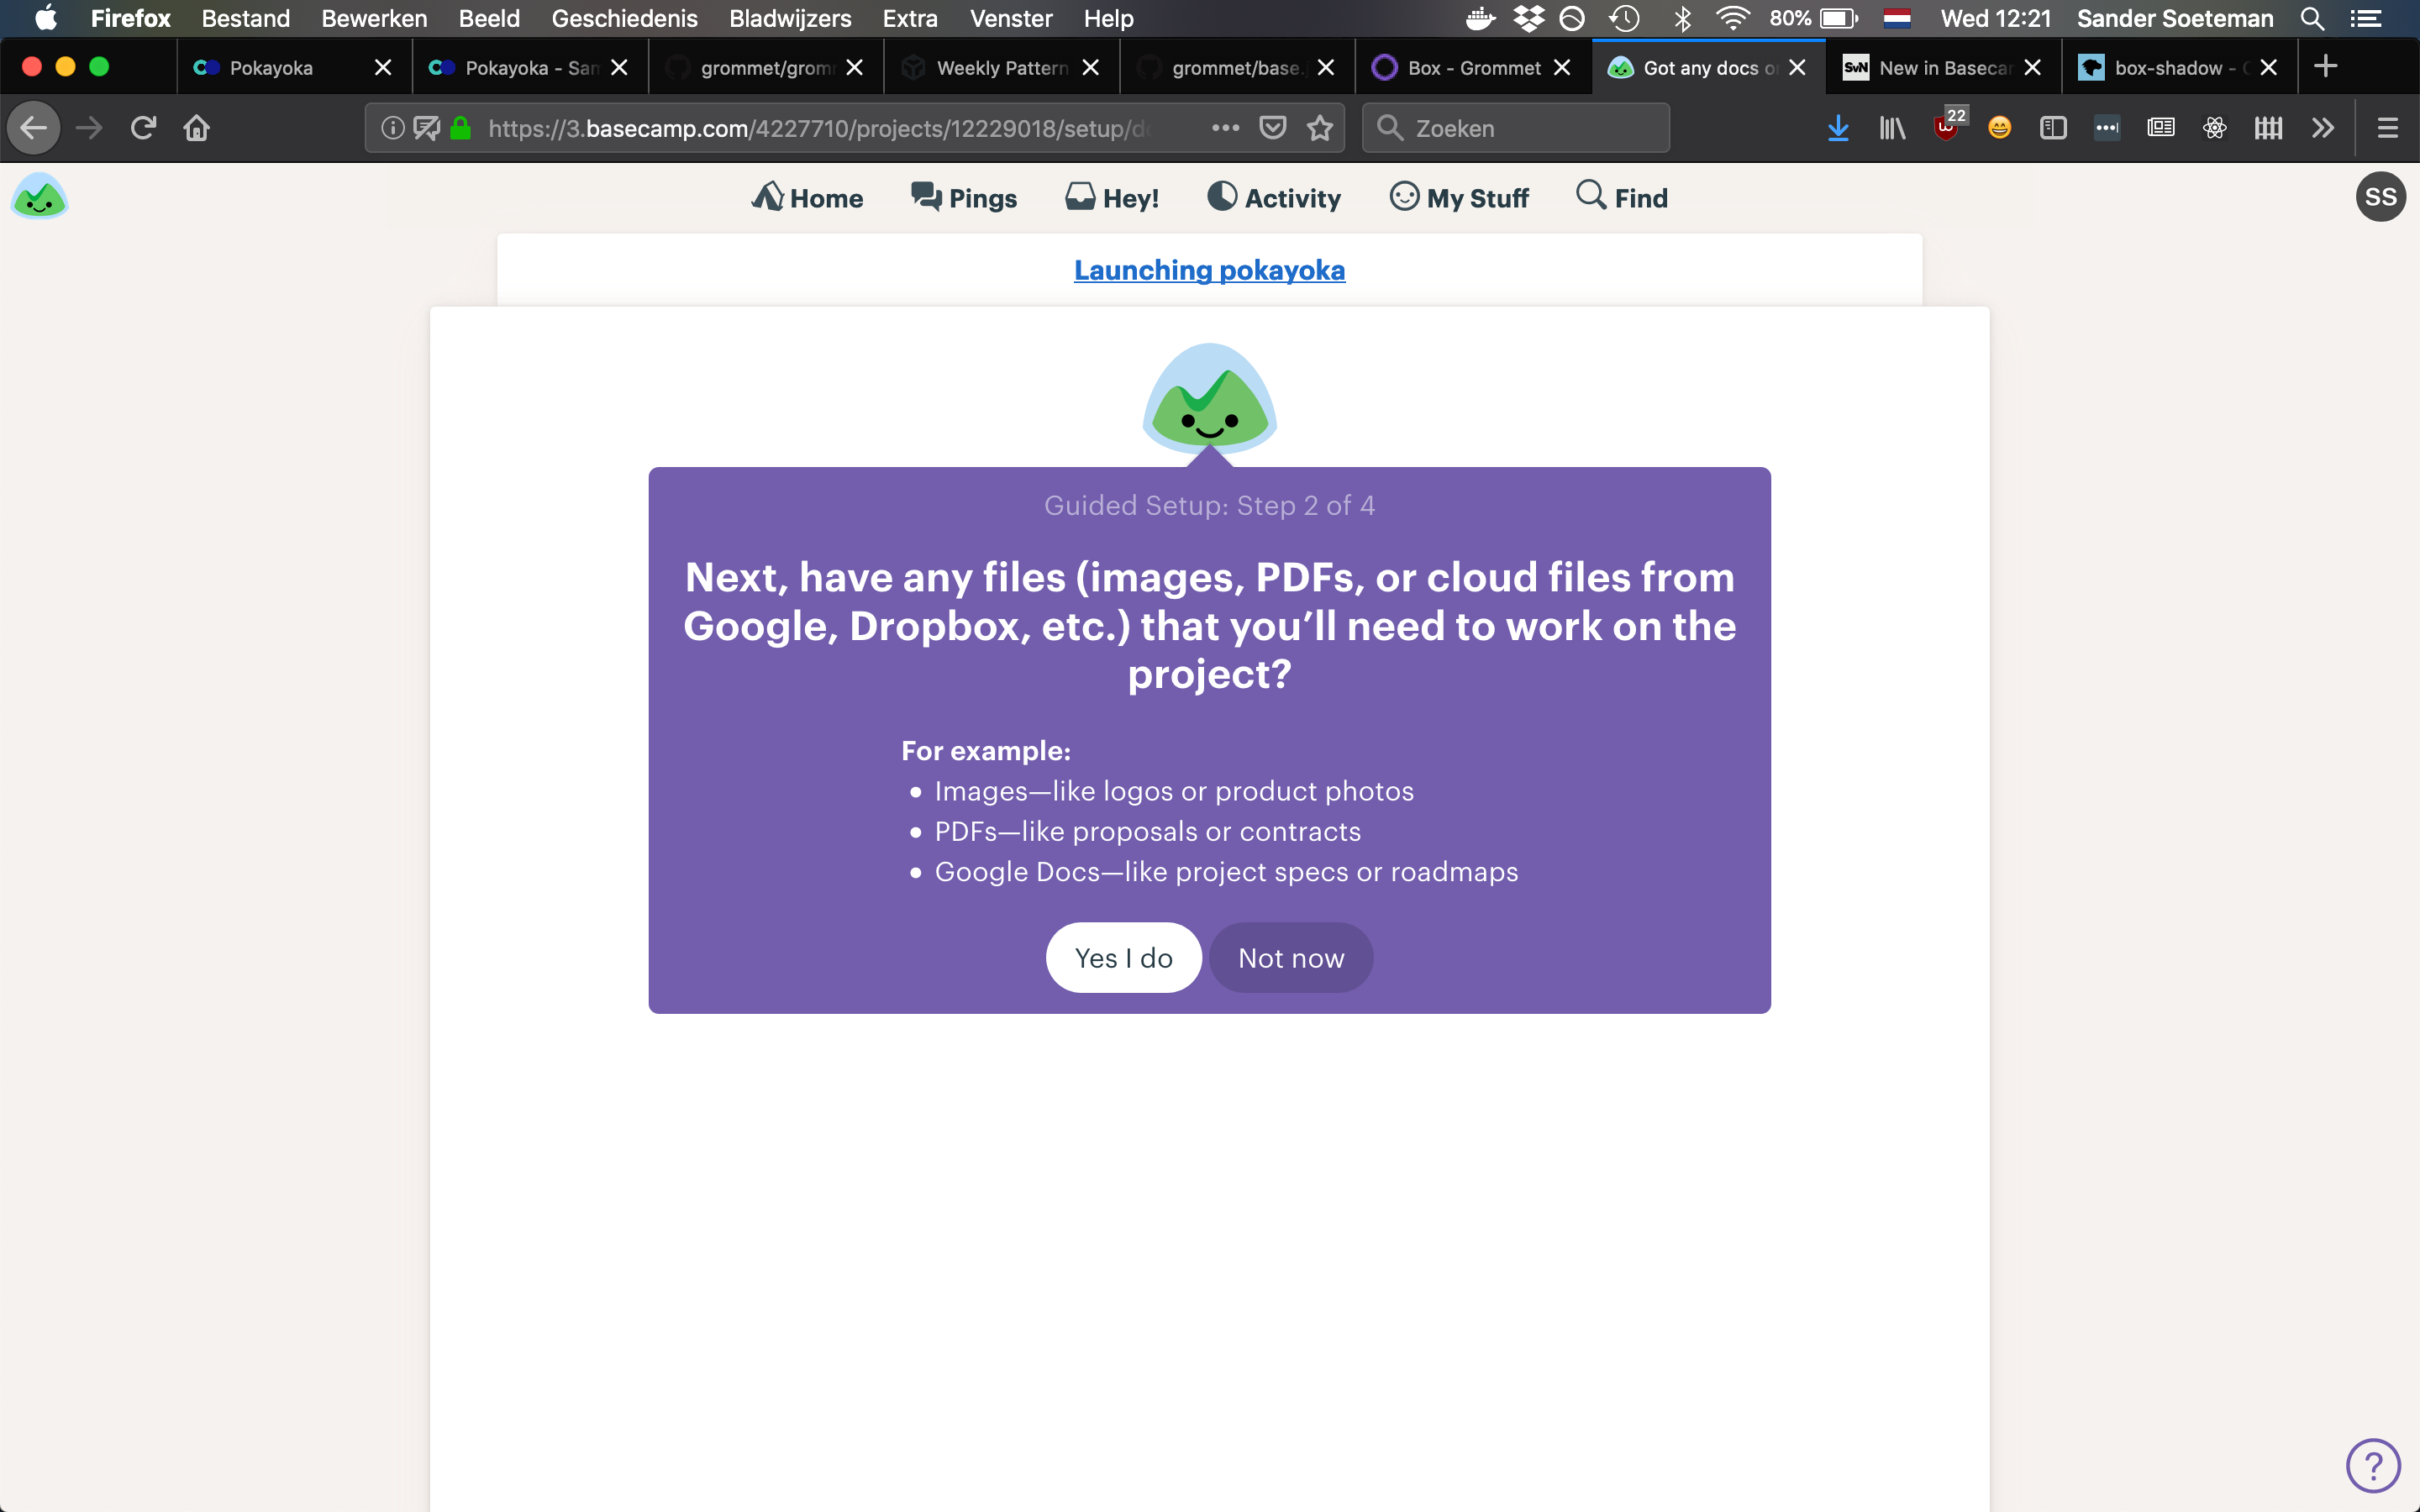 Firefox Bestand Bewerken Beeld Geschiedenis Bladwijzers Extra Venster Help 80% Wed 12:21 Sander Soeteman
Pokayoka Pokayoka - San grommet/grom Weekly Pattern grommet/base. Box - Grommet Got any docs o SvN New in Baseca box-shadow -
https://3.basecamp.com/4227710/projects/12229018/setup/d Zoeken 22
Home Pings Hey! Activity My Stuff Find SS
Launching pokayoka
Guided Setup: Step 2 of 4
Next, have any files (images, PDFs, or cloud files from
Google, Dropbox, etc.) that you’ll need to work on the
project?
For example:
• Images—like logos or product photos
• PDFs—like proposals or contracts
• Google Docs—like project specs or roadmaps
Yes I do Not now
?